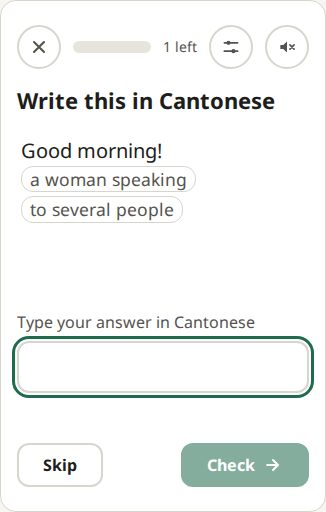 1 left
Write this in Cantonese
Good morning!
a woman speaking
to several people
Type your answer in Cantonese
Skip
Check